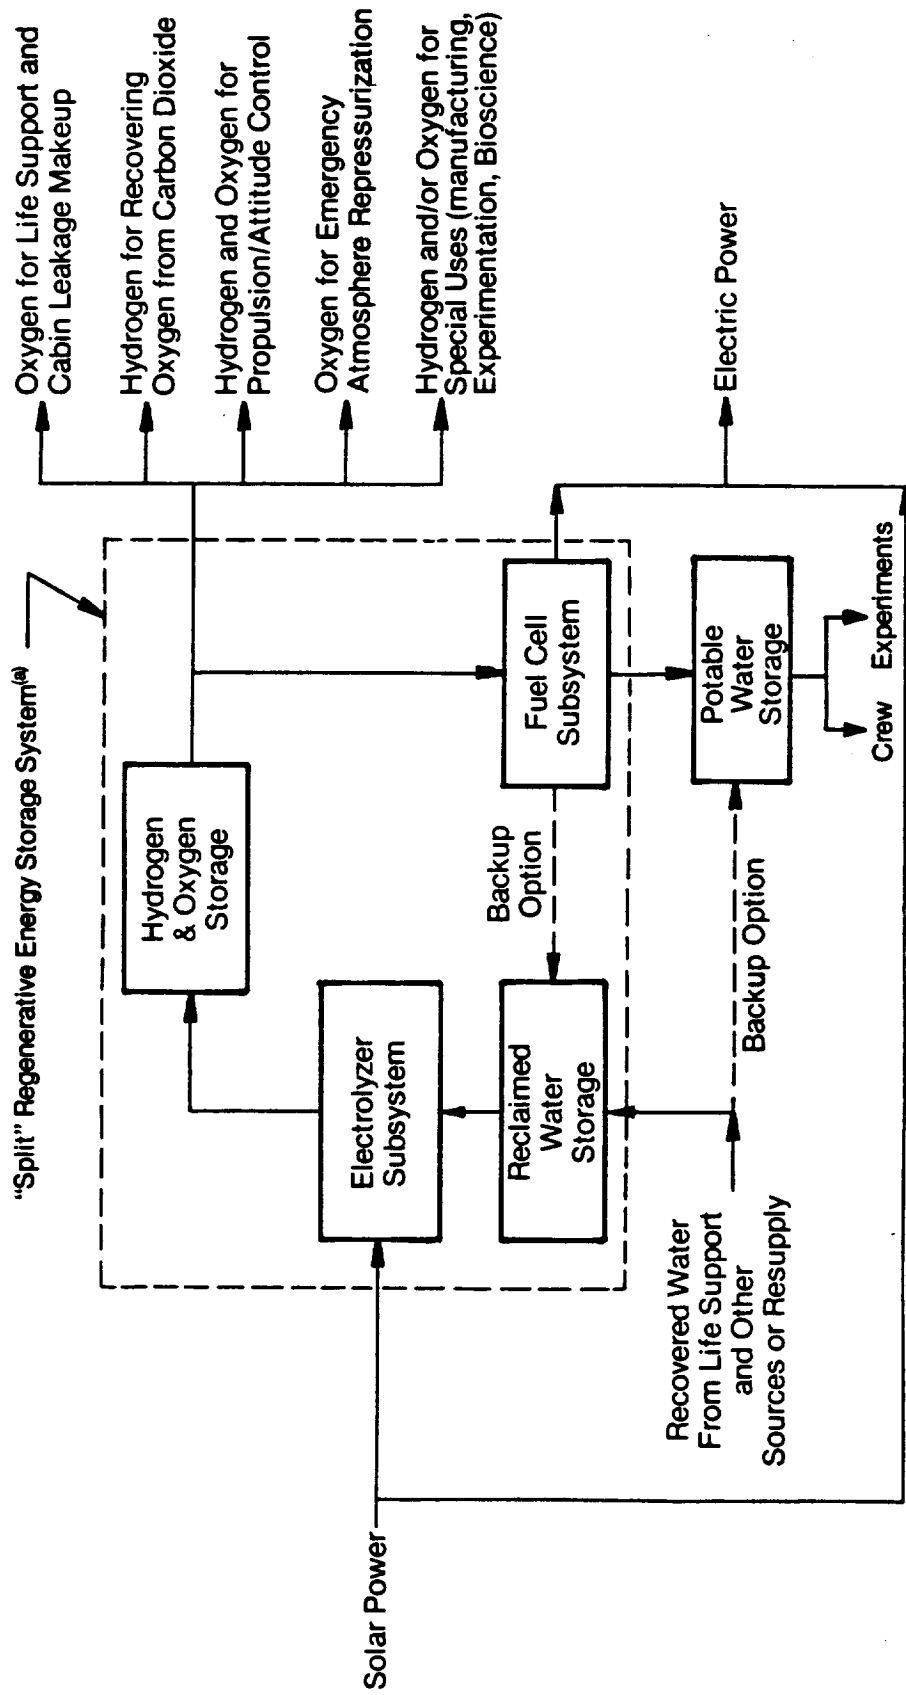 "Split" Regenerative Energy Storage System(a)
Oxygen for Life Support and
Cabin Leakage Makeup
Hydrogen for Recovering
Oxygen from Carbon Dioxide
Hydrogen and Oxygen for
Propulsion/Attitude Control
Oxygen for Emergency
Atmosphere Repressurization
Hydrogen and/or Oxygen for
Special Uses (manufacturing,
Experimentation, Bioscience)
Hydrogen
& Oxygen
Storage
Electrolyzer
Subsystem
Solar Power
Reclaimed
Water
Storage
Backup
Option
Fuel Cell
Subsystem
Electric Power
Recovered Water
From Life Support
and Other
Sources or Resupply
Backup Option
Potable
Water
Storage
Crew
Experiments